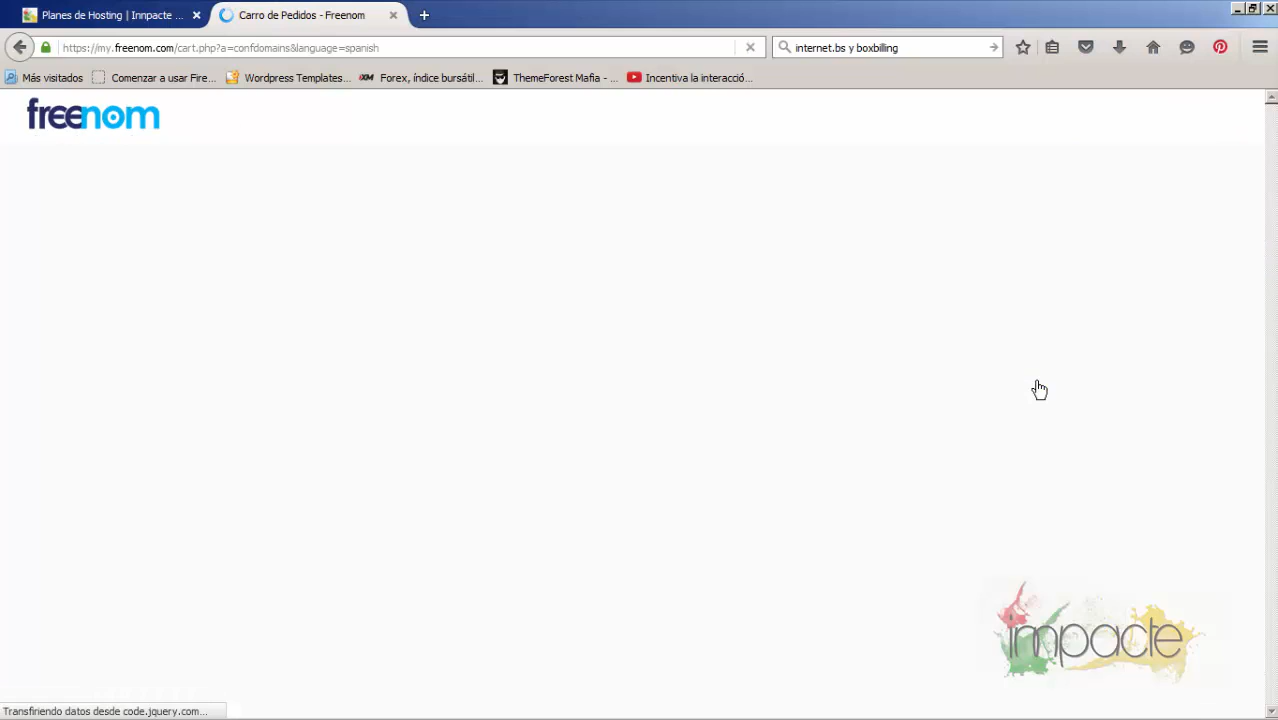 Planes de Hosting | Innpacte ...
Carro de Pedidos - Freenom
https://my.freenom.com/cart.php?a=confdomains&language=spanish
internet.bs y boxbilling
Más visitados
Comenzar a usar Fire...
Wordpress Templates...
XM
Forex, índice bursátil...
ThemeForest Mafia - ...
Incentiva la interacció...
freenom
innpacte
Transfiriendo datos desde code.jquery.com...